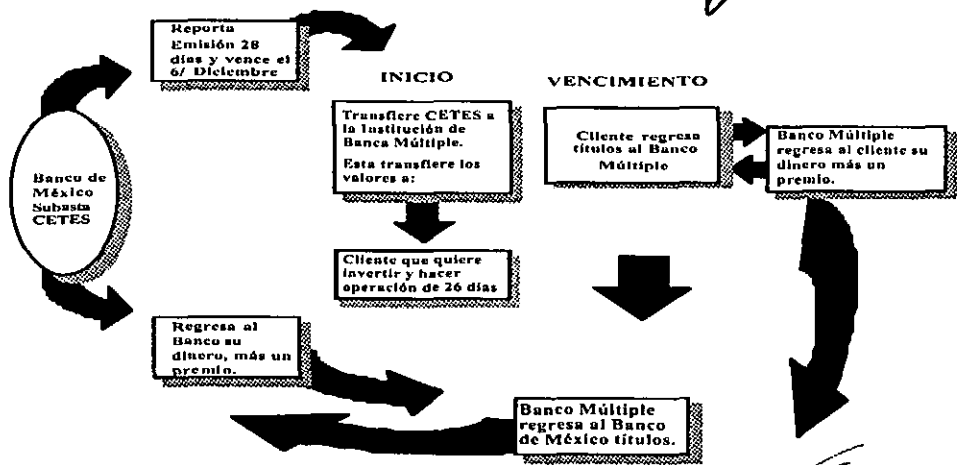 Reporta
Emisión 28
días y vence el
6/ Diciembre
INICIO
VENCIMIENTO
Transfiere CETES a
la Institución de
Banca Múltiple.
Esta transfiere los
valores a:
Cliente regresa
títulos al Banco
Múltiple
Banco Múltiple
regresa al cliente su
dinero más un
premio.
Banco de
México
Subasta
CETES
Cliente que quiere
invertir y hacer
operación de 26 días
Regresa al
Banco su
dinero, más un
premio.
Banco Múltiple
regresa al Banco
de México títulos.